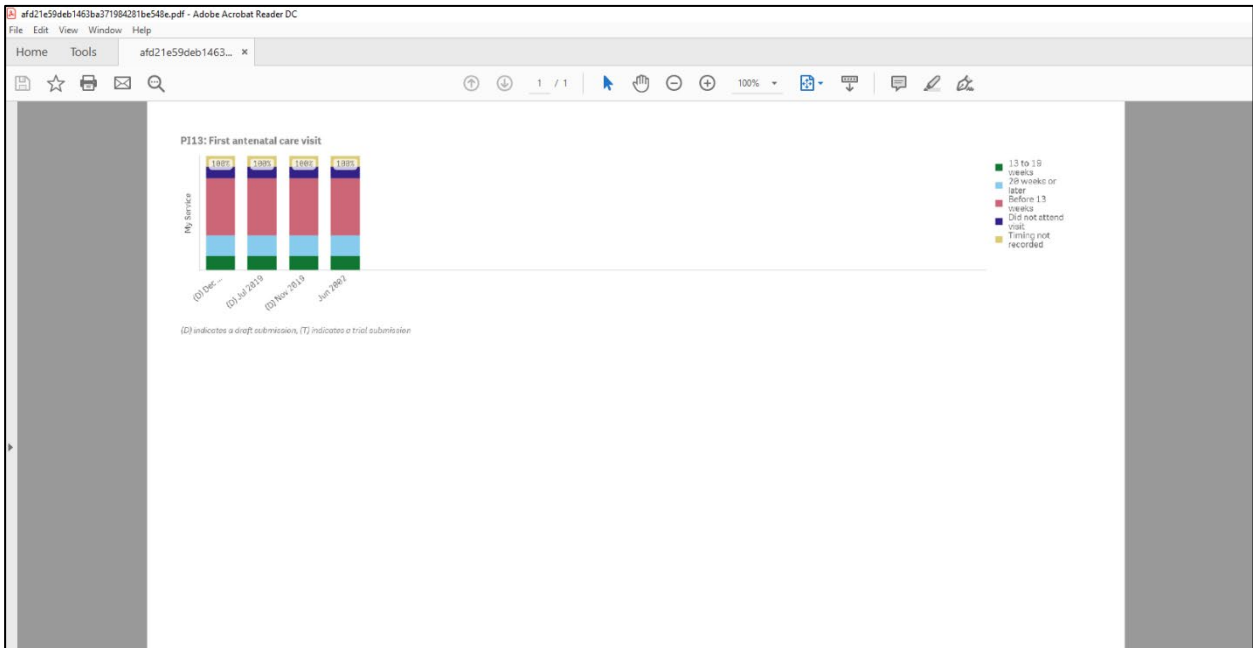 afd21e59deb1463ba371984281be548e.pdf - Adobe Acrobat Reader DC
File Edit View Window Help
Home Tools afd21e59deb1463... ×
1 / 1 100%
PI13: First antenatal care visit
100% 100% 100% 100%
My Service
(D) Dec ... (D) Jul 2019 (D) Nov 2019 Jun 2002
13 to 19
weeks
20 weeks or
later
Before 13
weeks
Did not attend
visit
Timing not
recorded
(D) indicates a draft submission, (T) indicates a trial submission